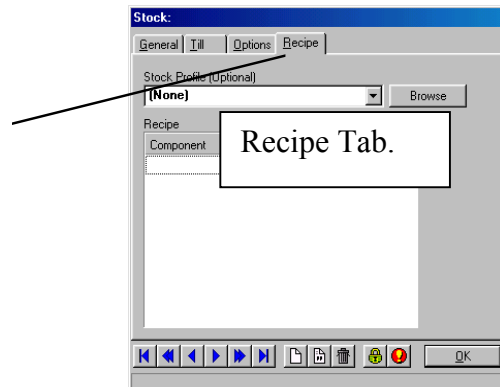 Stock:
General Till Options Recipe
Stock Profile (Optional)
(None) Browse
Recipe
Component
Recipe Tab.
OK